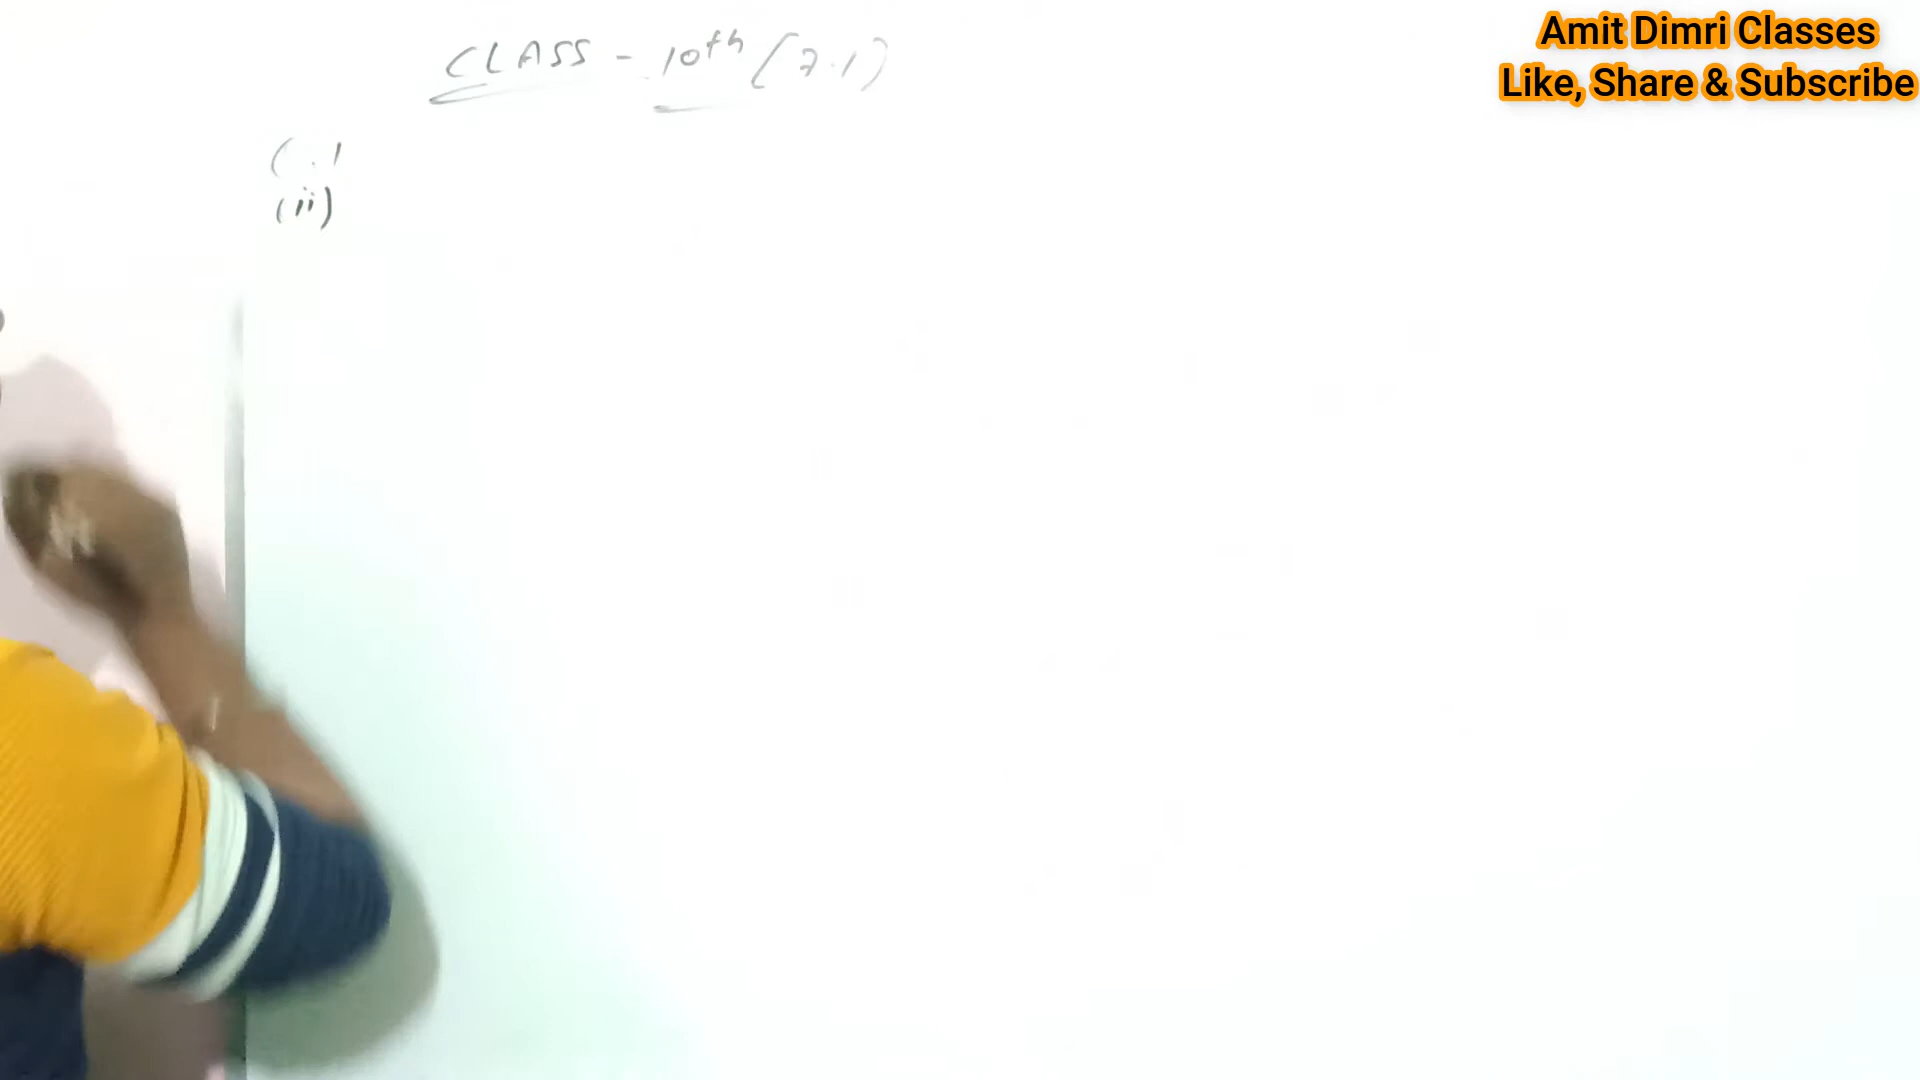 CLASS - 10th (7.1)
(ii)
Amit Dimri Classes
Like, Share & Subscribe